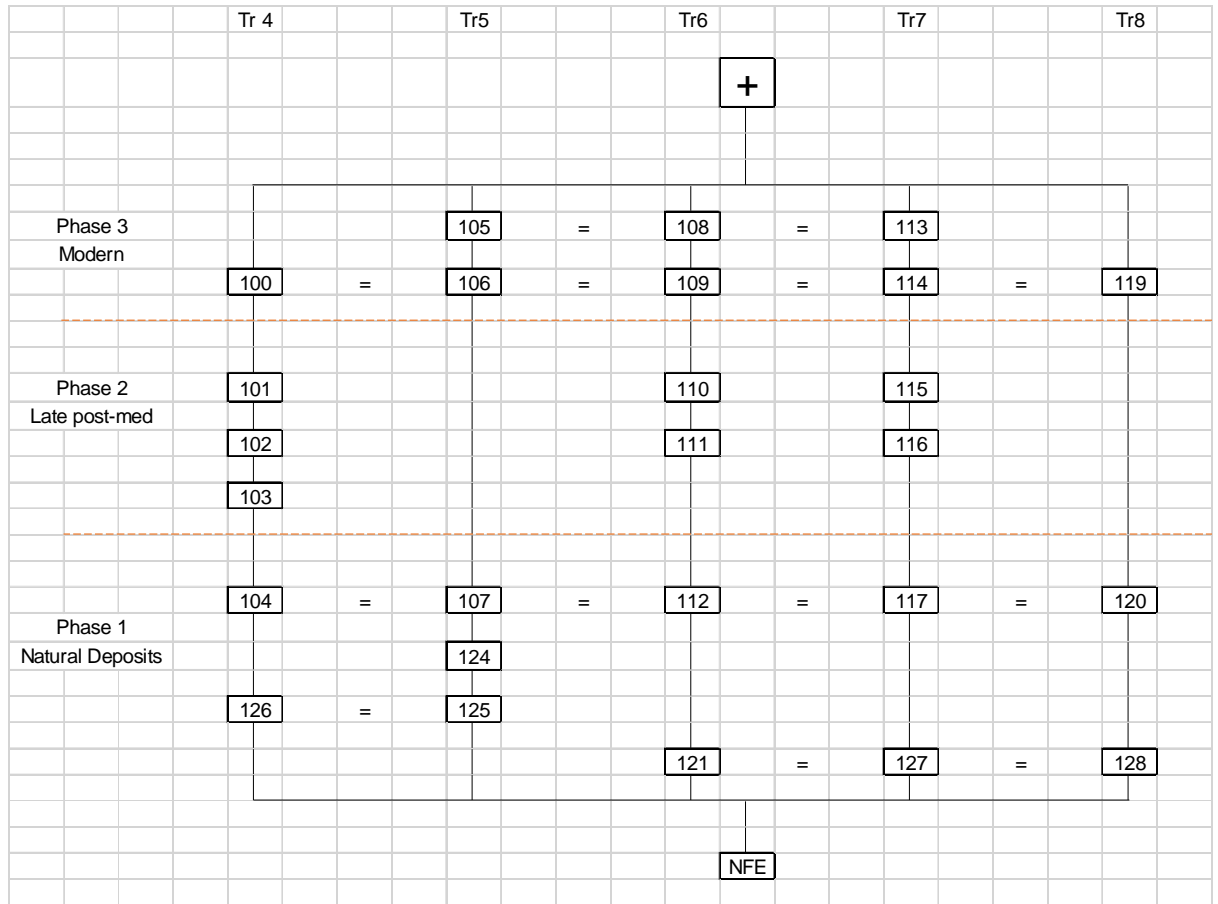 Tr 4 Tr5 Tr6 Tr7 Tr8
+
Phase 3 105 = 108 = 113
Modern
100 = 106 = 109 = 114 = 119
Phase 2 101 110 115
Late post-med
102 111 116
103
104 = 107 = 112 = 117 = 120
Phase 1
Natural Deposits 124
126 = 125
121 = 127 = 128
NFE